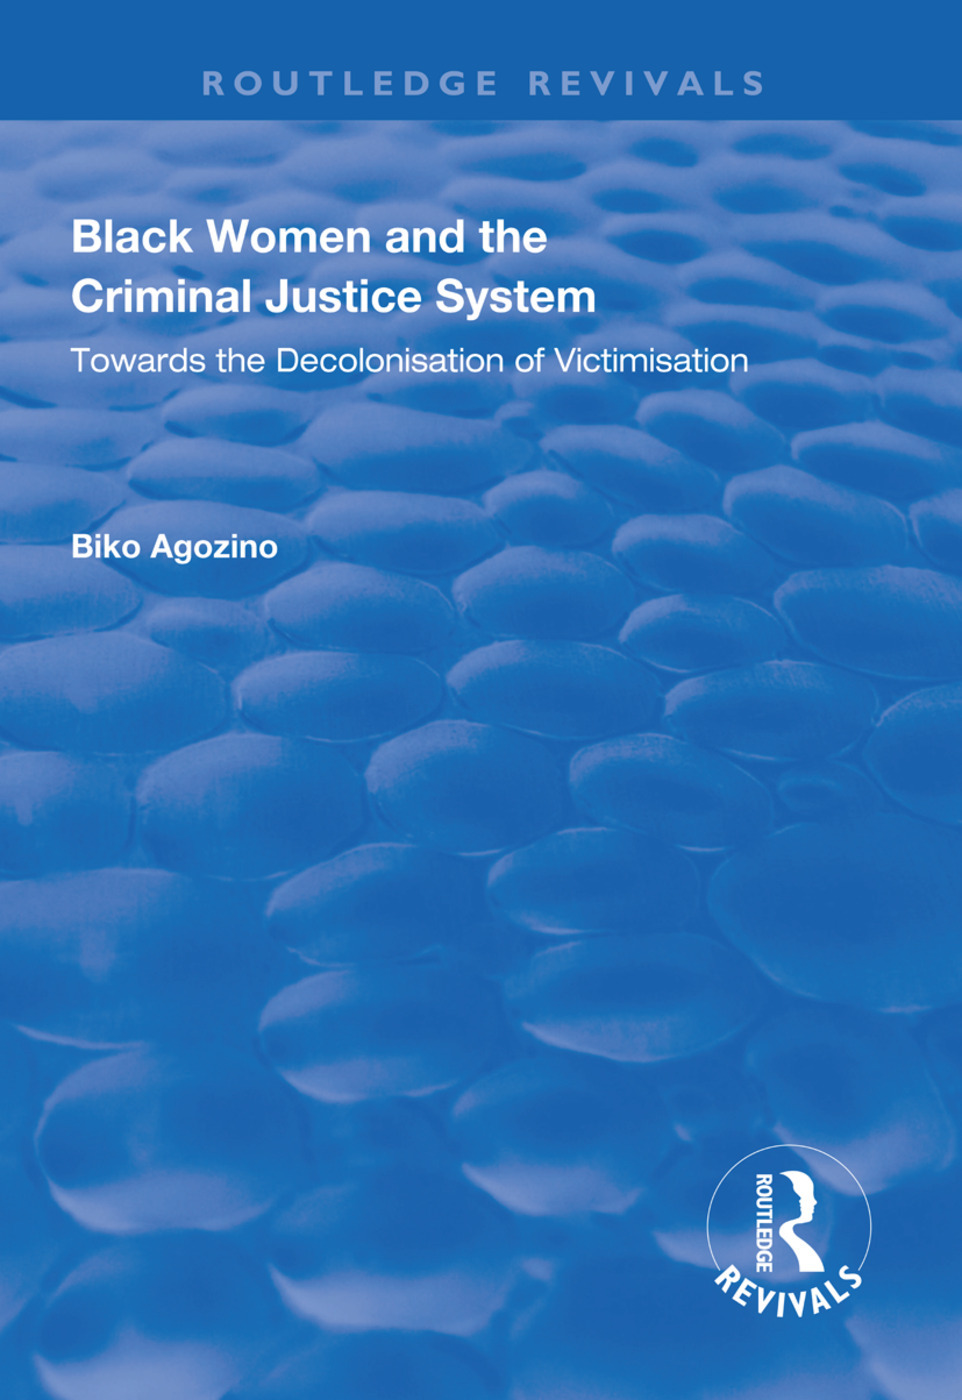 ROUTLEDGE REVIVALS
Black Women and the
Criminal Justice System
Towards the Decolonisation of Victimisation
Biko Agozino
ROUTLEDGE
REVIVALS